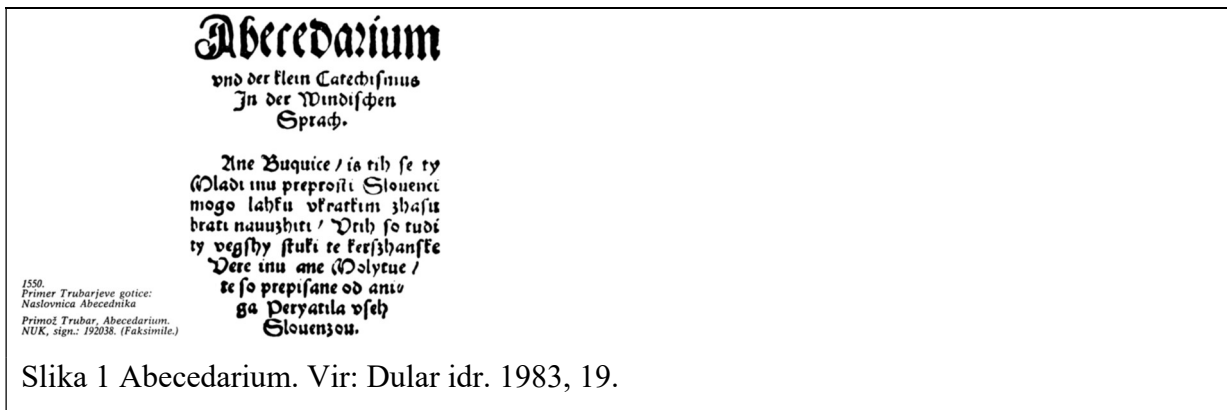 Abecedarium
vnd der klein Catechiſmus
In der Windiſchen
Sprach.
Ane Buquice / is tih ſe ty
Mladi inu preproſti Slouenci
mogo lahku vkratkim zhaſu
brati nauuzhiti / Vtih ſo tudi
ty vegſhy ſtuki te kerſzhanſke
Vere inu ane Molytue /
te ſo prepiſane od aniu
ga Peryatila vſeh
Slouenzou.
1550.
Primer Trubarjeve gotice:
Naslovnica Abecednika
Primož Trubar, Abecedarium.
NUK, sign.: 192038. (Faksimile.)
Slika 1 Abecedarium. Vir: Dular idr. 1983, 19.